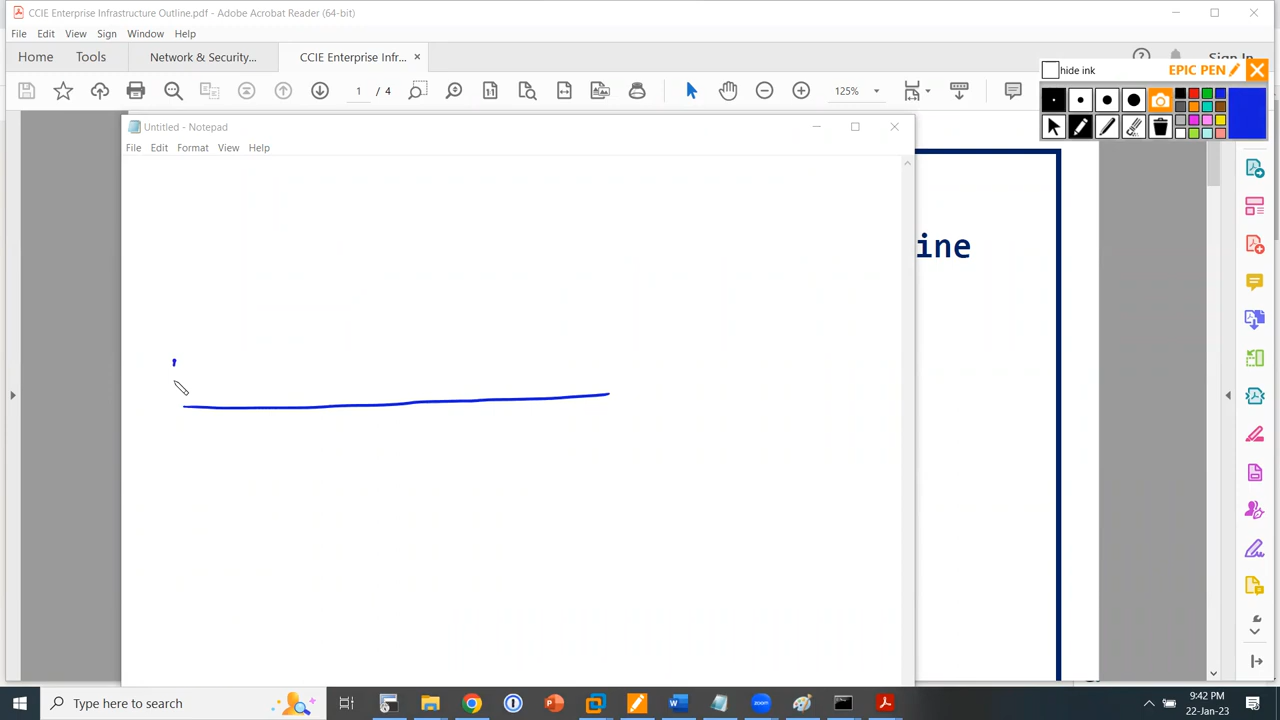 CCIE Enterprise Infrastructure Outline.pdf - Adobe Acrobat Reader (64-bit)
File Edit View Sign Window Help
Home Tools Network & Security... CCIE Enterprise Infr... × Sign In
hide ink EPIC PEN
1 / 4 125%
Untitled - Notepad
File Edit Format View Help
ine
Type here to search
9:42 PM
22-Jan-23